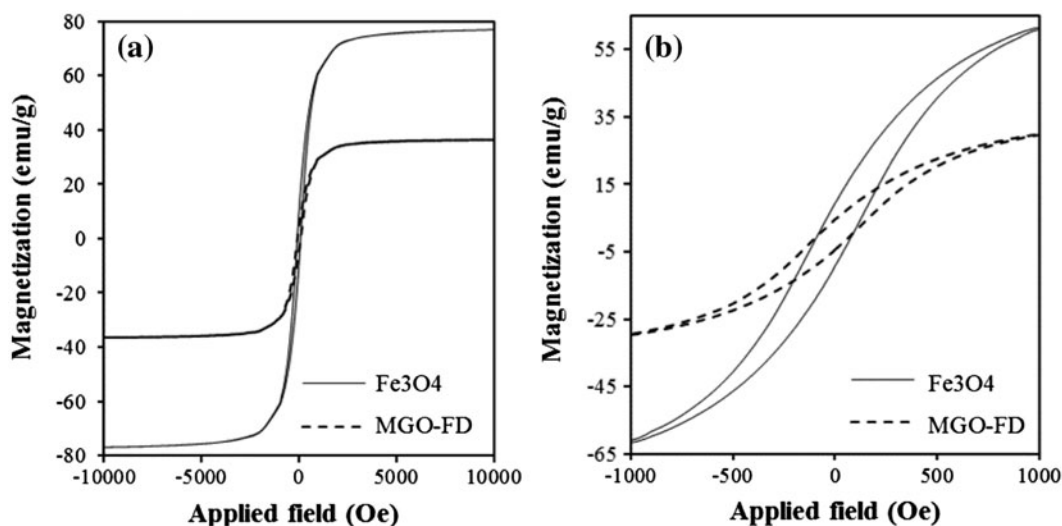 (a)
Magnetization (emu/g)
80
60
40
20
0
-20
-40
-60
-80
-10000 -5000 0 5000 10000
Applied field (Oe)
Fe3O4
MGO-FD
(b)
Magnetization (emu/g)
55
35
15
-5
-25
-45
-65
-1000 -500 0 500 1000
Applied field (Oe)
Fe3O4
MGO-FD